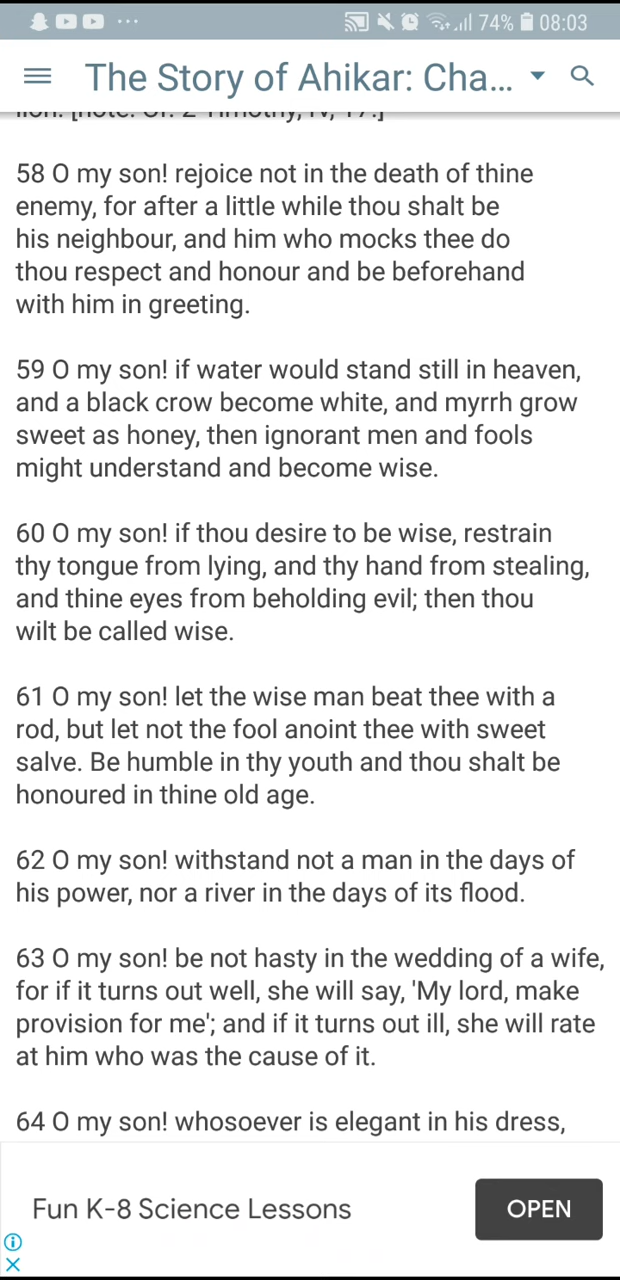 74% 08:03
The Story of Ahikar: Cha...
lion. [note: Cf. 2 Timothy, iv, 17.]
58 O my son! rejoice not in the death of thine
enemy, for after a little while thou shalt be
his neighbour, and him who mocks thee do
thou respect and honour and be beforehand
with him in greeting.
59 O my son! if water would stand still in heaven,
and a black crow become white, and myrrh grow
sweet as honey, then ignorant men and fools
might understand and become wise.
60 O my son! if thou desire to be wise, restrain
thy tongue from lying, and thy hand from stealing,
and thine eyes from beholding evil; then thou
wilt be called wise.
61 O my son! let the wise man beat thee with a
rod, but let not the fool anoint thee with sweet
salve. Be humble in thy youth and thou shalt be
honoured in thine old age.
62 O my son! withstand not a man in the days of
his power, nor a river in the days of its flood.
63 O my son! be not hasty in the wedding of a wife,
for if it turns out well, she will say, 'My lord, make
provision for me'; and if it turns out ill, she will rate
at him who was the cause of it.
64 O my son! whosoever is elegant in his dress,
Fun K-8 Science Lessons
OPEN